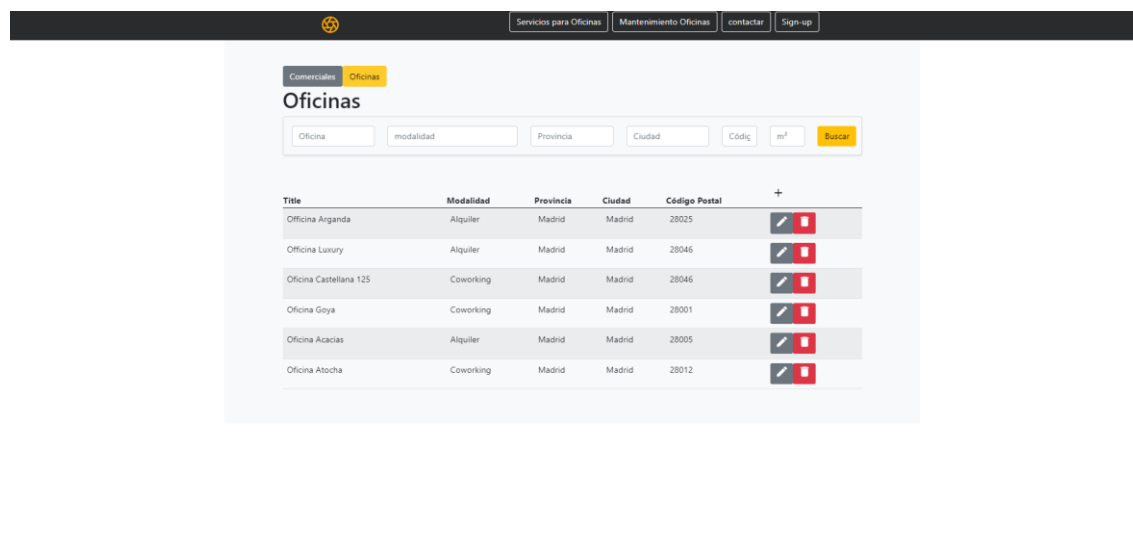 Servicios para Oficinas Mantenimiento Oficinas contactar Sign-up
Comerciales Oficinas
Oficinas
Oficina modalidad Provincia Ciudad Códig m² Buscar
+
Title Modalidad Provincia Ciudad Código Postal
Officina Arganda Alquiler Madrid Madrid 28025
Officina Luxury Alquiler Madrid Madrid 28046
Oficina Castellana 125 Coworking Madrid Madrid 28046
Oficina Goya Coworking Madrid Madrid 28001
Oficina Acacias Alquiler Madrid Madrid 28005
Oficina Atocha Coworking Madrid Madrid 28012